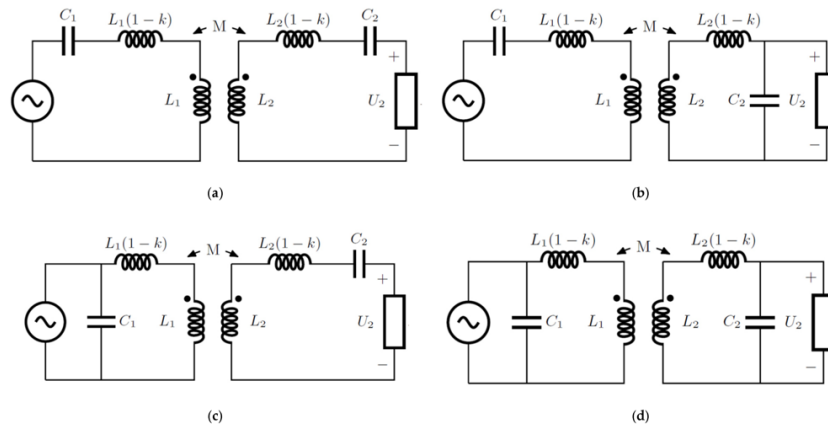 C₁ L₁(1 − k) M L₂(1 − k) C₂
+
L₁ L₂ U₂
−
(a)
C₁ L₁(1 − k) M L₂(1 − k)
+
L₁ L₂ C₂ U₂
−
(b)
L₁(1 − k) M L₂(1 − k) C₂
+
C₁ L₁ L₂ U₂
−
(c)
L₁(1 − k) M L₂(1 − k)
+
C₁ L₁ L₂ C₂ U₂
−
(d)